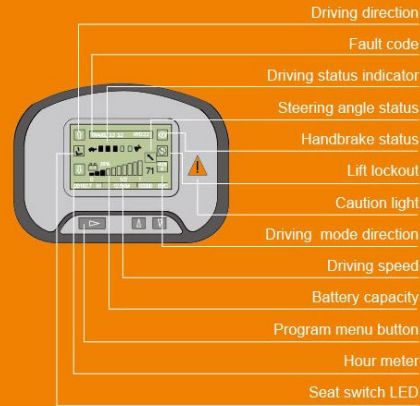 Driving direction
Fault code
Driving status indicator
Steering angle status
Handbrake status
Lift lockout
Caution light
Driving mode direction
Driving speed
Battery capacity
Program menu button
Hour meter
Seat switch LED
71